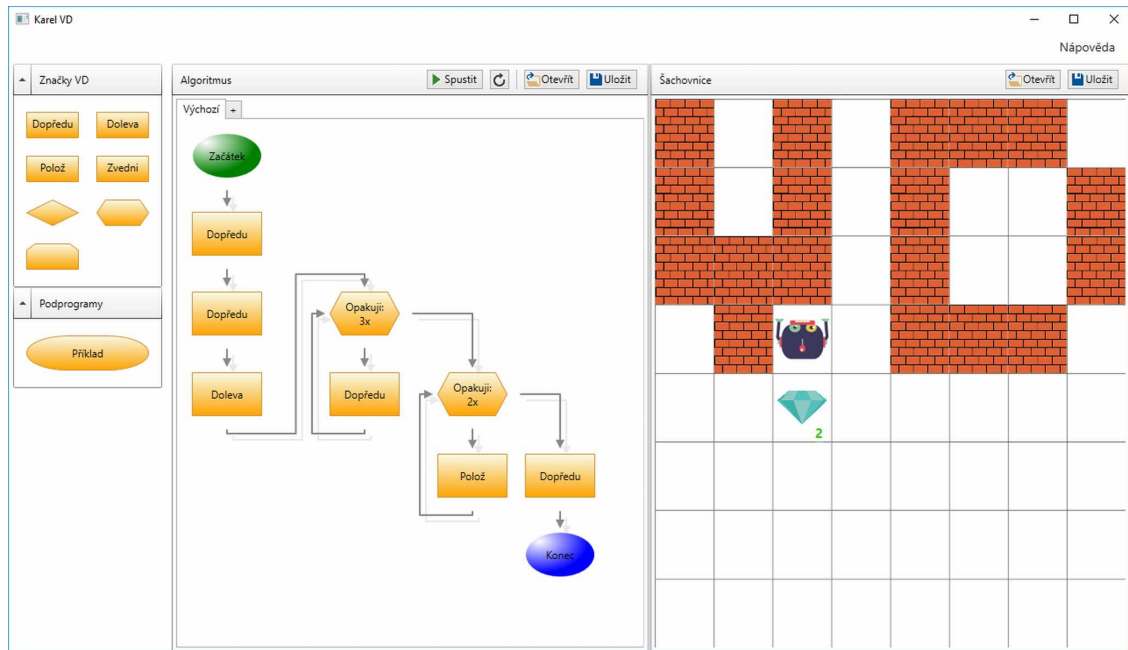 Karel VD
Nápověda
Značky VD
Dopředu
Doleva
Polož
Zvedni
Podprogramy
Příklad
Algoritmus
Spustit
Otevřít
Uložit
Výchozí
+
Začátek
Dopředu
Dopředu
Doleva
Opakuji:
3x
Dopředu
Opakuji:
2x
Polož
Dopředu
Konec
Šachovnice
Otevřít
Uložit
2